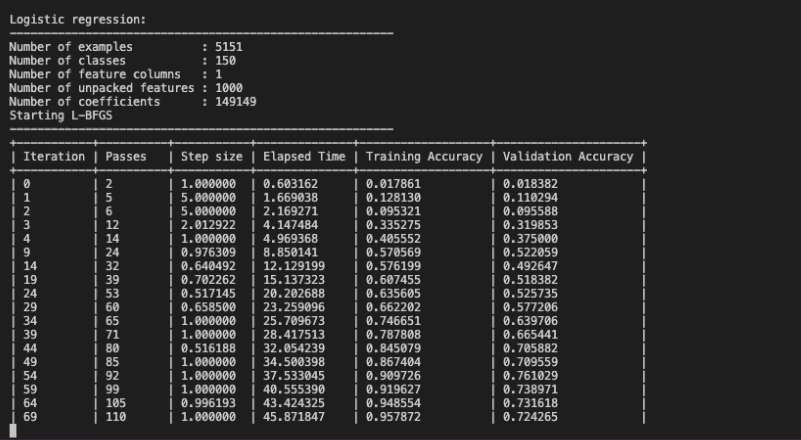 Logistic regression:
--------------------------------------------------------
Number of examples          : 5151
Number of classes           : 150
Number of feature columns   : 1
Number of unpacked features : 1000
Number of coefficients      : 149149
Starting L-BFGS
--------------------------------------------------------
+-----------+----------+-----------+--------------+-------------------+---------------------+
| Iteration | Passes   | Step size | Elapsed Time | Training Accuracy | Validation Accuracy |
+-----------+----------+-----------+--------------+-------------------+---------------------+
| 0         | 2        | 1.000000  | 0.603162     | 0.017861          | 0.018382            |
| 1         | 5        | 5.000000  | 1.669038     | 0.128130          | 0.110294            |
| 2         | 6        | 5.000000  | 2.169271     | 0.095321          | 0.095588            |
| 3         | 12       | 2.012922  | 4.147484     | 0.335275          | 0.319853            |
| 4         | 14       | 1.000000  | 4.969368     | 0.405552          | 0.375000            |
| 9         | 24       | 0.976309  | 8.850141     | 0.570569          | 0.522059            |
| 14        | 32       | 0.640492  | 12.129199    | 0.576199          | 0.492647            |
| 19        | 39       | 0.702262  | 15.137323    | 0.607455          | 0.518382            |
| 24        | 53       | 0.517145  | 20.202688    | 0.635605          | 0.525735            |
| 29        | 60       | 0.658500  | 23.259096    | 0.662202          | 0.577206            |
| 34        | 65       | 1.000000  | 25.709673    | 0.746651          | 0.639706            |
| 39        | 71       | 1.000000  | 28.417513    | 0.787808          | 0.665441            |
| 44        | 80       | 0.516188  | 32.054239    | 0.845079          | 0.705882            |
| 49        | 85       | 1.000000  | 34.500398    | 0.867404          | 0.709559            |
| 54        | 92       | 1.000000  | 37.533045    | 0.909726          | 0.761029            |
| 59        | 99       | 1.000000  | 40.555390    | 0.919627          | 0.738971            |
| 64        | 105      | 0.996193  | 43.424325    | 0.948554          | 0.731618            |
| 69        | 110      | 1.000000  | 45.871847    | 0.957872          | 0.724265            |